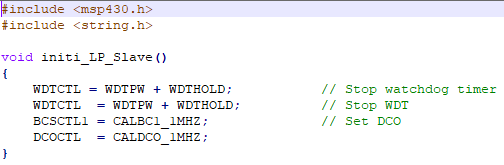 #include <msp430.h>
#include <string.h>
void initi_LP_Slave()
{
WDTCTL = WDTPW + WDTHOLD; // Stop watchdog timer
WDTCTL = WDTPW + WDTHOLD; // Stop WDT
BCSCTL1 = CALBC1_1MHZ; // Set DCO
DCOCTL = CALDCO_1MHZ;
}